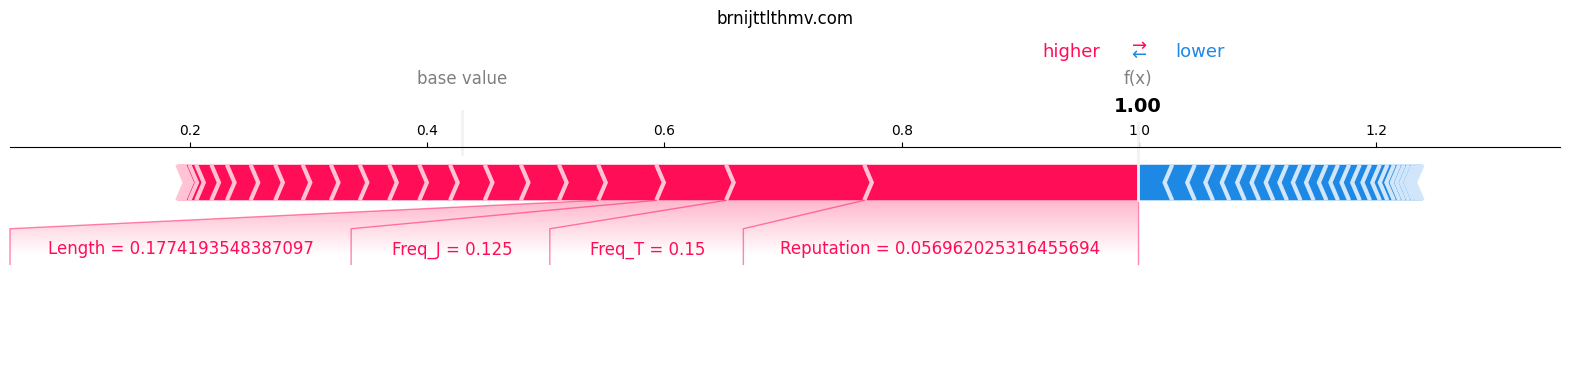 brnijttlthmv.com
higher ⇄ lower
base value f(x)
1.00
0.2 0.4 0.6 0.8 1 0 1.2
Length = 0.1774193548387097 Freq_J = 0.125 Freq_T = 0.15 Reputation = 0.056962025316455694